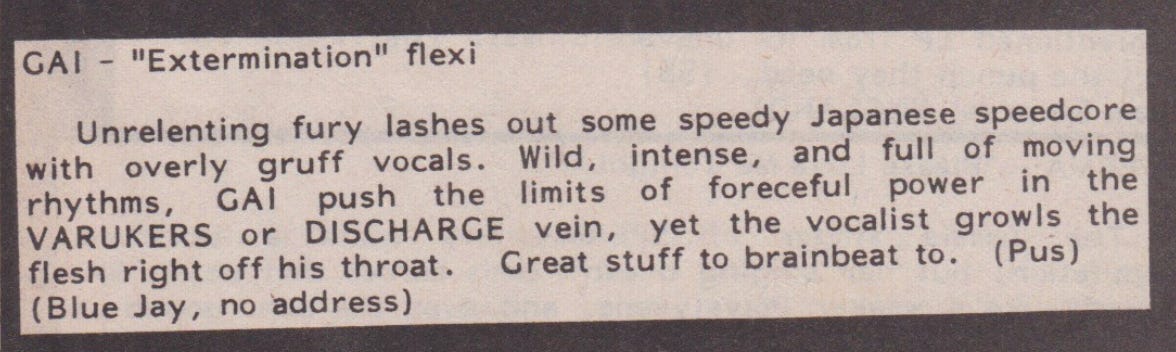 GAI - "Extermination" flexi
Unrelenting fury lashes out some speedy Japanese speedcore
with overly gruff vocals. Wild, intense, and full of moving
rhythms, GAI push the limits of foreceful power in the
VARUKERS or DISCHARGE vein, yet the vocalist growls the
flesh right off his throat. Great stuff to brainbeat to. (Pus)
(Blue Jay, no address)